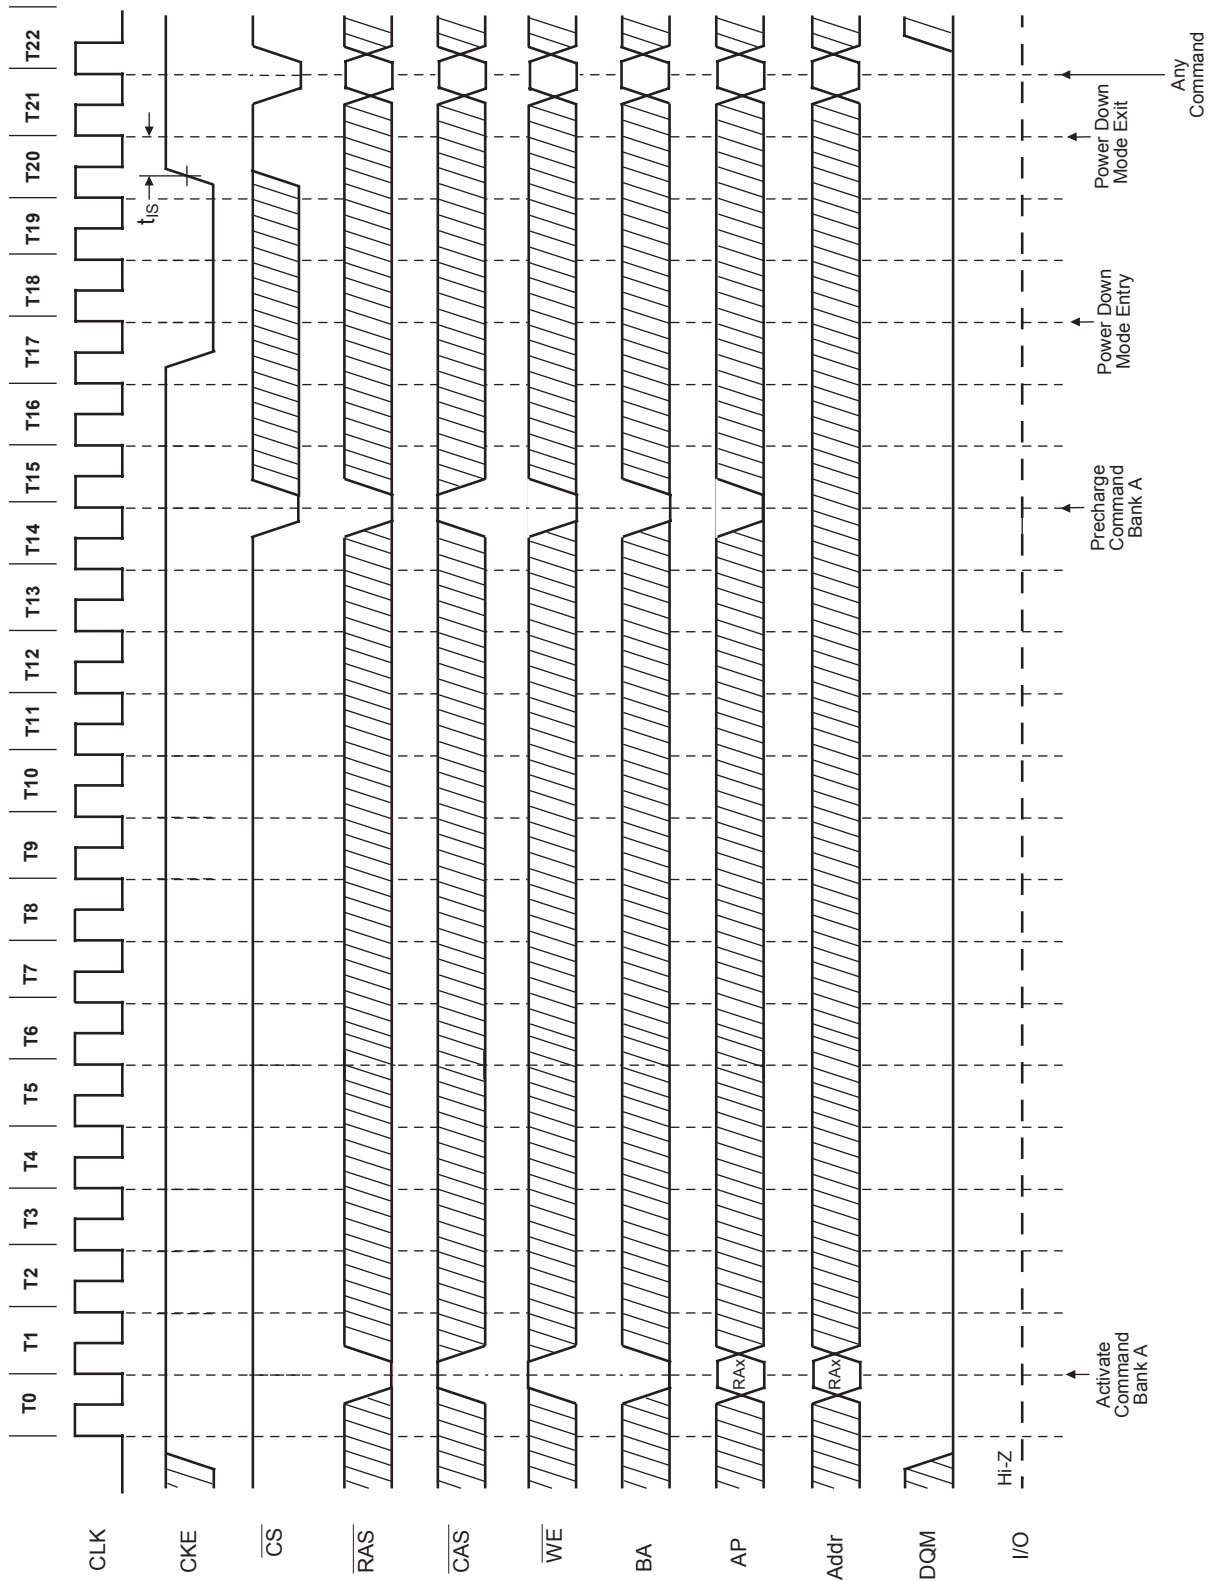 T0 T1 T2 T3 T4 T5 T6 T7 T8 T9 T10 T11 T12 T13 T14 T15 T16 T17 T18 T19 T20 T21 T22
CLK
tIS
CKE
CS
RAS
CAS
WE
BA
AP RAx
Addr RAx
DQM
Hi-Z
I/O
Activate
Command
Bank A
Precharge
Command
Bank A
Power Down
Mode Entry
Power Down
Mode Exit
Any
Command